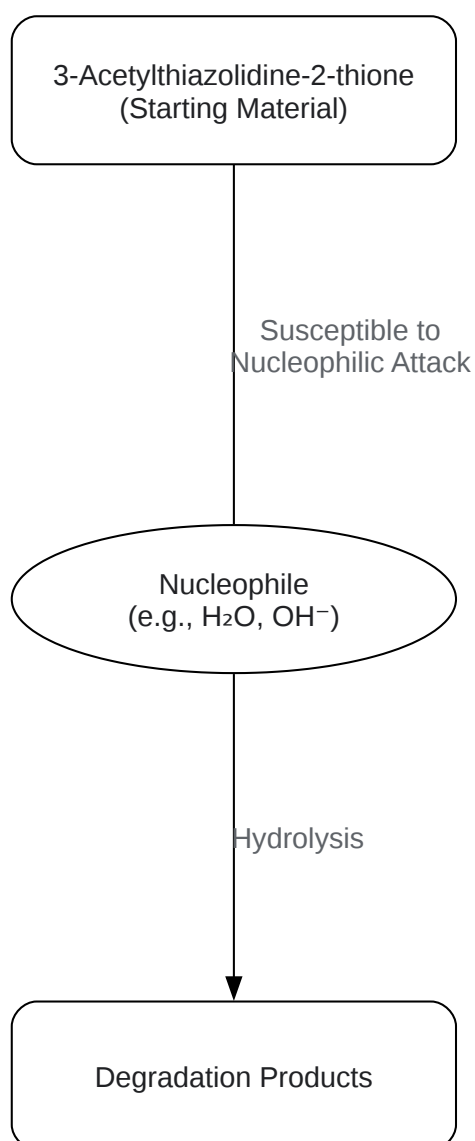 3-Acetylthiazolidine-2-thione
(Starting Material)
Susceptible to
Nucleophilic Attack
Nucleophile
(e.g., H₂O, OH⁻)
Hydrolysis
Degradation Products